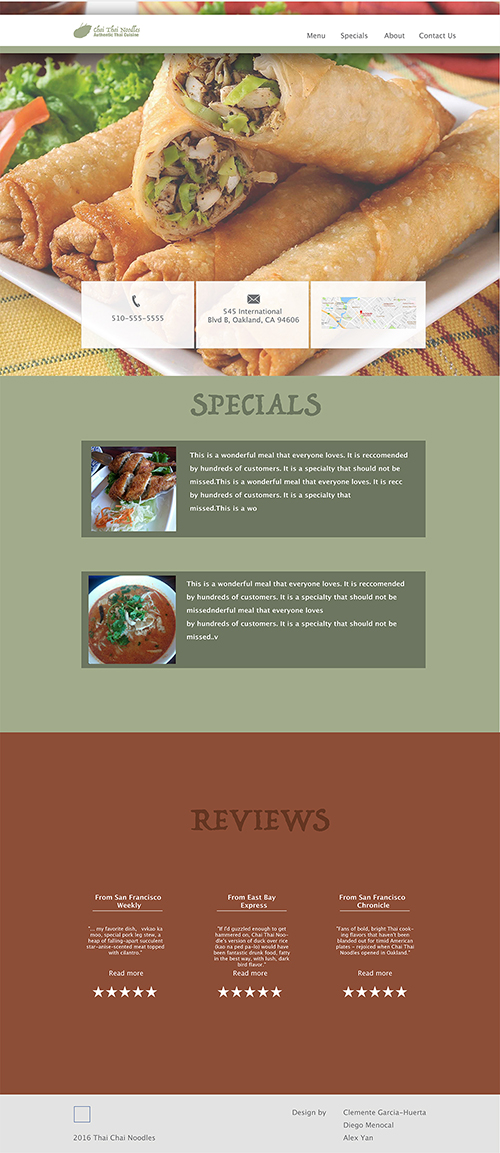 Chai Thai Noodles
Authentic Thai Cuisine
Menu Specials About Contact Us
510-555-5555
545 International
Blvd B, Oakland, CA 94606
SPECIALS
This is a wonderful meal that everyone loves. It is reccomended
by hundreds of customers. It is a specialty that should not be
missed.This is a wonderful meal that everyone loves. It is recc
by hundreds of customers. It is a specialty that
missed.This is a wo
This is a wonderful meal that everyone loves. It is reccomended
by hundreds of customers. It is a specialty that should not be
missednderful meal that everyone loves
by hundreds of customers. It is a specialty that should not be
missed..v
REVIEWS
From San Francisco
Weekly
"... my favorite dish, vvkao ka
moo, special pork leg stew, a
heap of falling-apart succulent
star-anise-scented meat topped
with cilantro."
Read more
★★★★★
From East Bay
Express
"If I'd guzzled enough to get
hammered on, Chai Thai Noo-
dle's version of duck over rice
(kao na ped pa-lo) would have
been fantastic drunk food, fatty
in the best way, with lush, dark
bird flavor."
Read more
★★★★★
From San Francisco
Chronicle
"Fans of bold, bright Thai cook-
ing flavors that haven't been
blanded out for timid American
plates - rejoiced when Chai Thai
Noodles opened in Oakland."
Read more
★★★★★
2016 Thai Chai Noodles
Design by Clemente Garcia-Huerta
Diego Menocal
Alex Yan